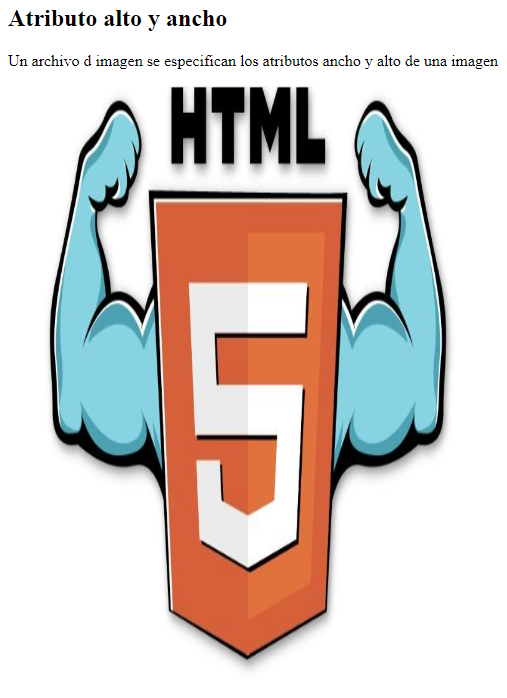 Atributo alto y ancho
Un archivo d imagen se especifican los atributos ancho y alto de una imagen
HTML
5